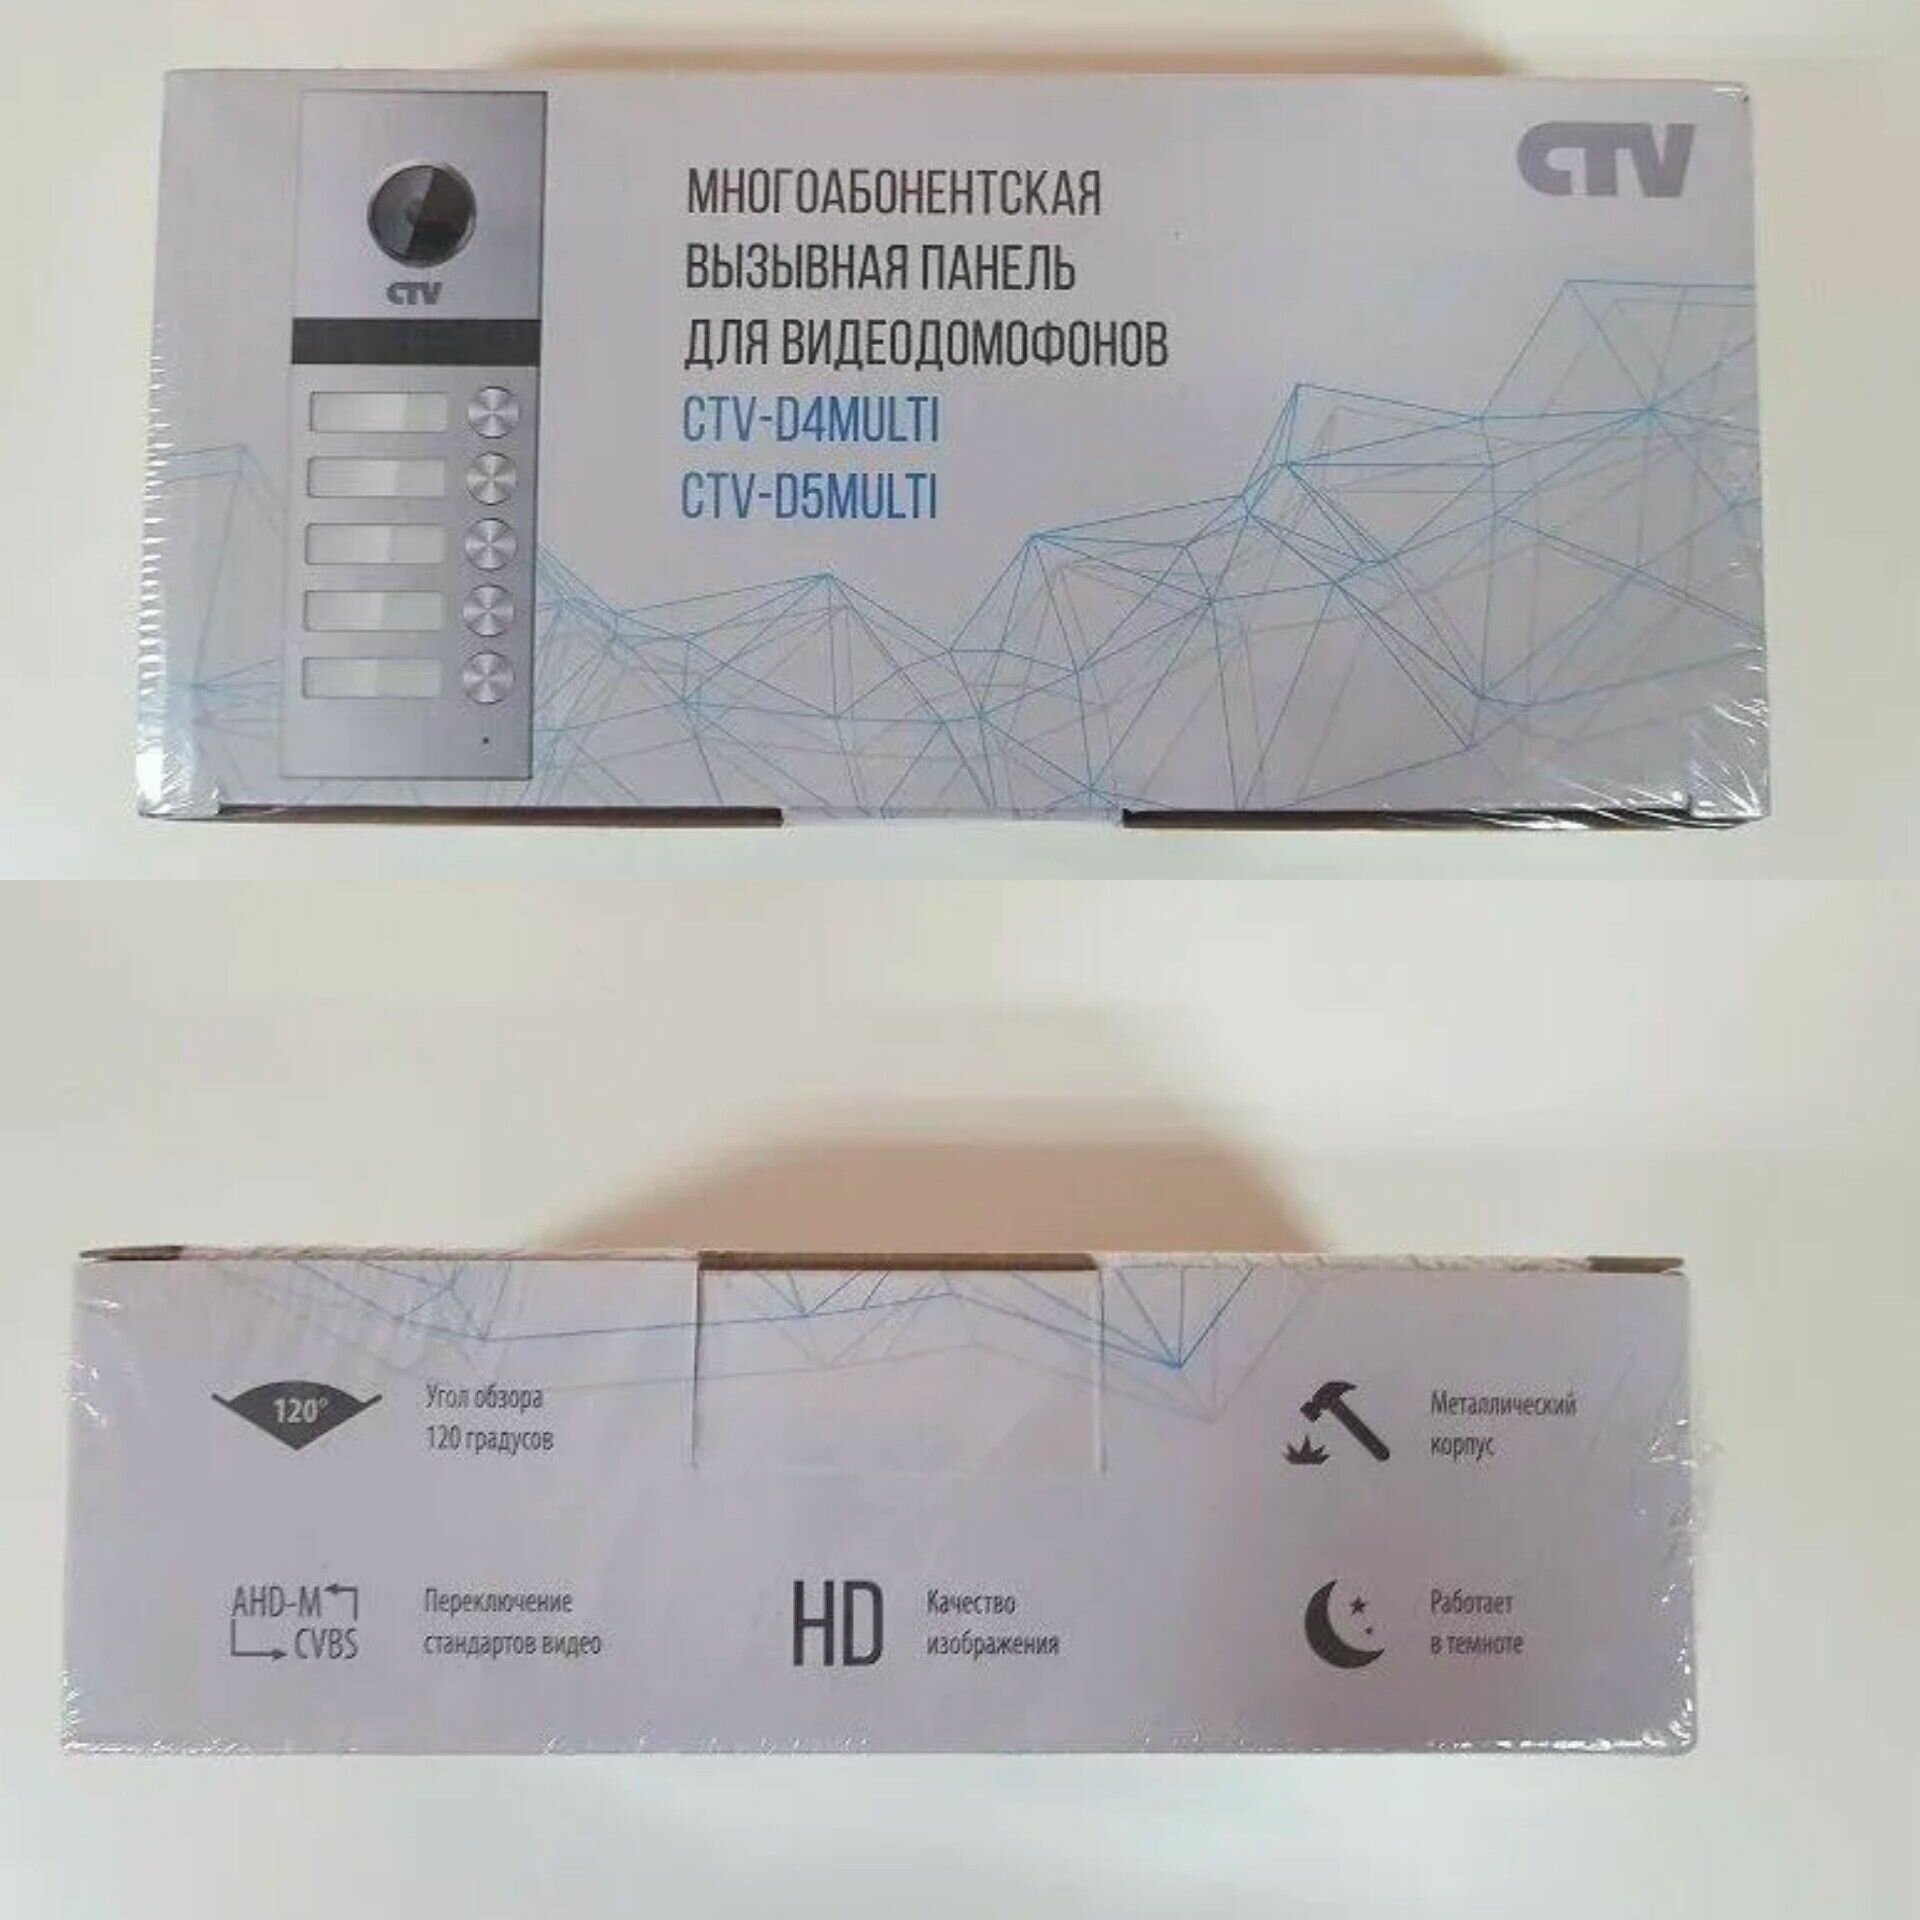 CTV
МНОГОАБОНЕНТСКАЯ
ВЫЗЫВНАЯ ПАНЕЛЬ
ДЛЯ ВИДЕОДОМОФОНОВ
CTV-D4MULTI
CTV-D5MULTI
CTV
120°
Угол обзора
120 градусов
Металлический
корпус
AHD-M
CVBS
Переключение
стандартов видео
HD
Качество
изображения
Работает
в темноте